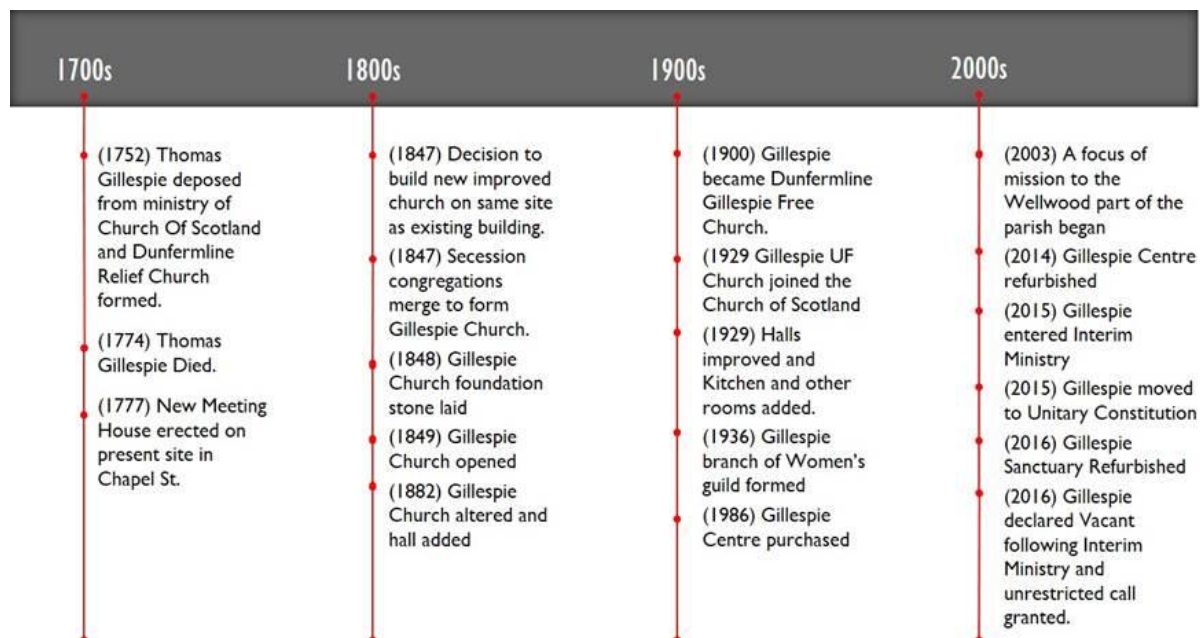 1700s
(1752) Thomas
Gillespie deposed
from ministry of
Church Of Scotland
and Dunfermline
Relief Church
formed.
(1774) Thomas
Gillespie Died.
(1777) New Meeting
House erected on
present site in
Chapel St.
1800s
(1847) Decision to
build new improved
church on same site
as existing building.
(1847) Secession
congregations
merge to form
Gillespie Church.
(1848) Gillespie
Church foundation
stone laid
(1849) Gillespie
Church opened
(1882) Gillespie
Church altered and
hall added
1900s
(1900) Gillespie
became Dunfermline
Gillespie Free
Church.
(1929 Gillespie UF
Church joined the
Church of Scotland
(1929) Halls
improved and
Kitchen and other
rooms added.
(1936) Gillespie
branch of Women's
guild formed
(1986) Gillespie
Centre purchased
2000s
(2003) A focus of
mission to the
Wellwood part of the
parish began
(2014) Gillespie Centre
refurbished
(2015) Gillespie
entered Interim
Ministry
(2015) Gillespie moved
to Unitary Constitution
(2016) Gillespie
Sanctuary Refurbished
(2016) Gillespie
declared Vacant
following Interim
Ministry and
unrestricted call
granted.